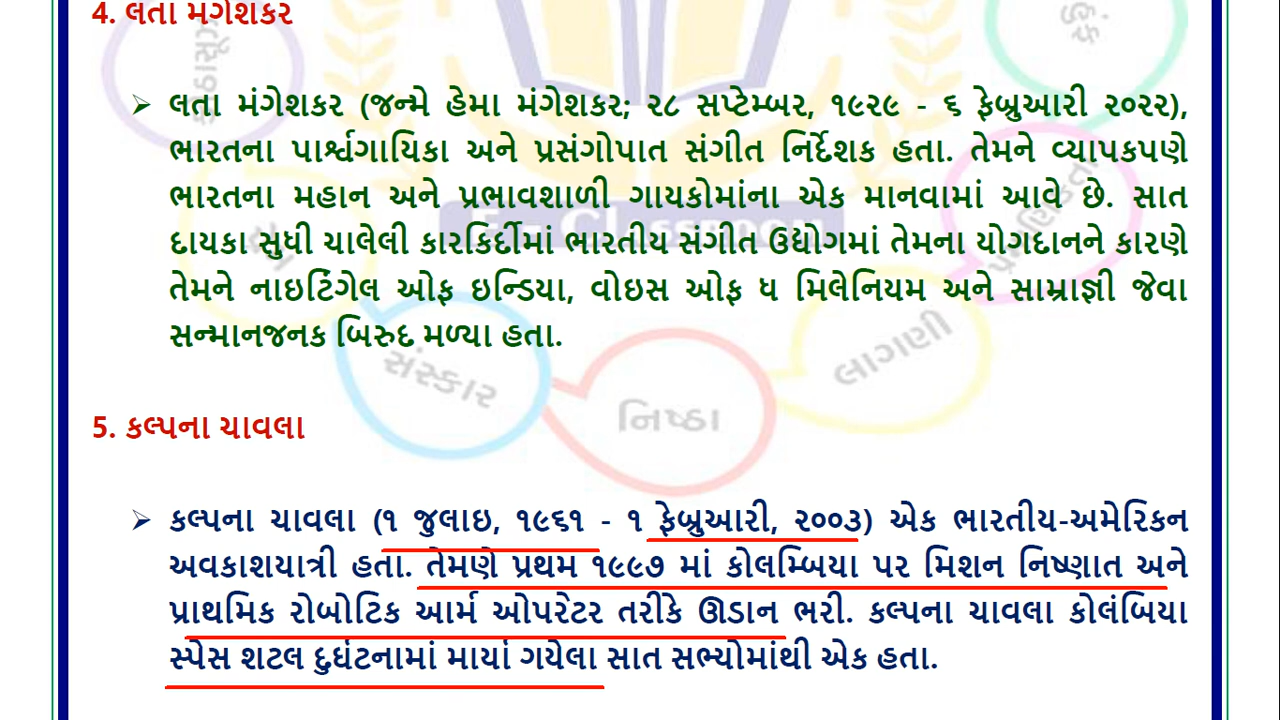 4. લતા મંગેશકર
➢ લતા મંગેશકર (જન્મે હેમા મંગેશકર; ૨૮ સપ્ટેમ્બર, ૧૯૨૯ - ૬ ફેબ્રુઆરી ૨૦૨૨),
ભારતના પાર્શ્વગાયિકા અને પ્રસંગોપાત સંગીત નિર્દેશક હતા. તેમને વ્યાપકપણે
ભારતના મહાન અને પ્રભાવશાળી ગાયકોમાંના એક માનવામાં આવે છે. સાત
દાયકા સુધી ચાલેલી કારકિર્દીમાં ભારતીય સંગીત ઉદ્યોગમાં તેમના યોગદાનને કારણે
તેમને નાઇટિંગેલ ઓફ ઇન્ડિયા, વોઇસ ઓફ ધ મિલેનિયમ અને સામ્રાજ્ઞી જેવા
સન્માનજનક બિરુદ મળ્યા હતા.
સંસ્કાર
નિષ્ઠા
લાગણી
પ્રમાણિકતા
E - Classroom
5. કલ્પના ચાવલા
➢ કલ્પના ચાવલા (૧ જુલાઇ, ૧૯૬૧ - ૧ ફેબ્રુઆરી, ૨૦૦૩) એક ભારતીય-અમેરિકન
અવકાશયાત્રી હતા. તેમણે પ્રથમ ૧૯૯૭ માં કોલમ્બિયા પર મિશન નિષ્ણાત અને
પ્રાથમિક રોબોટિક આર્મ ઓપરેટર તરીકે ઊડાન ભરી. કલ્પના ચાવલા કોલંબિયા
સ્પેસ શટલ દુર્ઘટનામાં માર્યા ગયેલા સાત સભ્યોમાંથી એક હતા.